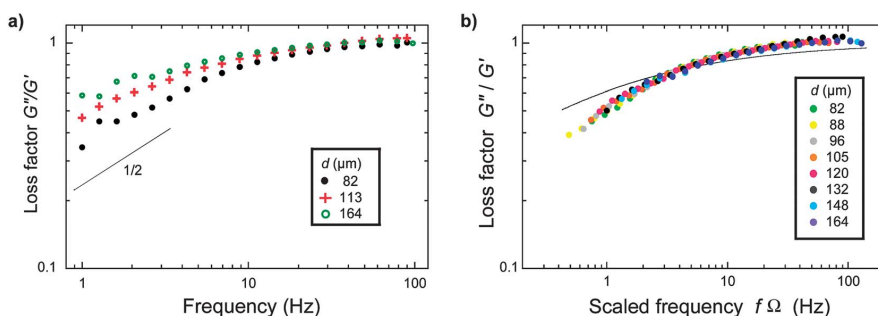 a)
Loss factor G"/G'
1
0.1
1/2
d (μm)
82
113
164
1
10
100
Frequency (Hz)
b)
Loss factor G" / G'
1
0.1
d (μm)
82
88
96
105
120
132
148
164
1
10
100
Scaled frequency f Ω (Hz)